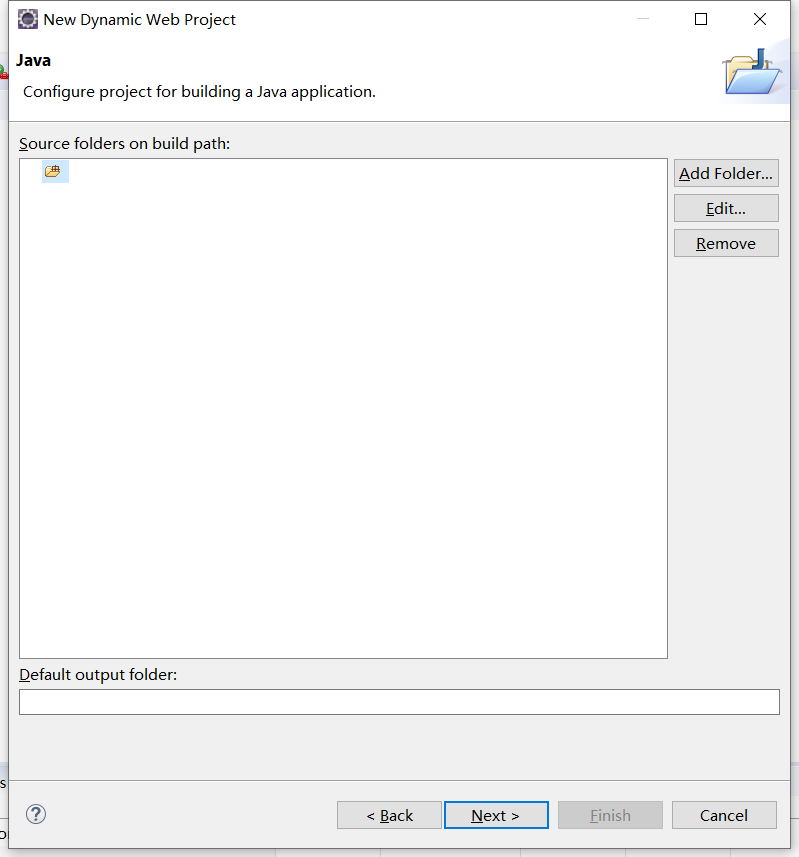 New Dynamic Web Project
Java
Configure project for building a Java application.
Source folders on build path:
Add Folder...
Edit...
Remove
Default output folder:
< Back
Next >
Finish
Cancel